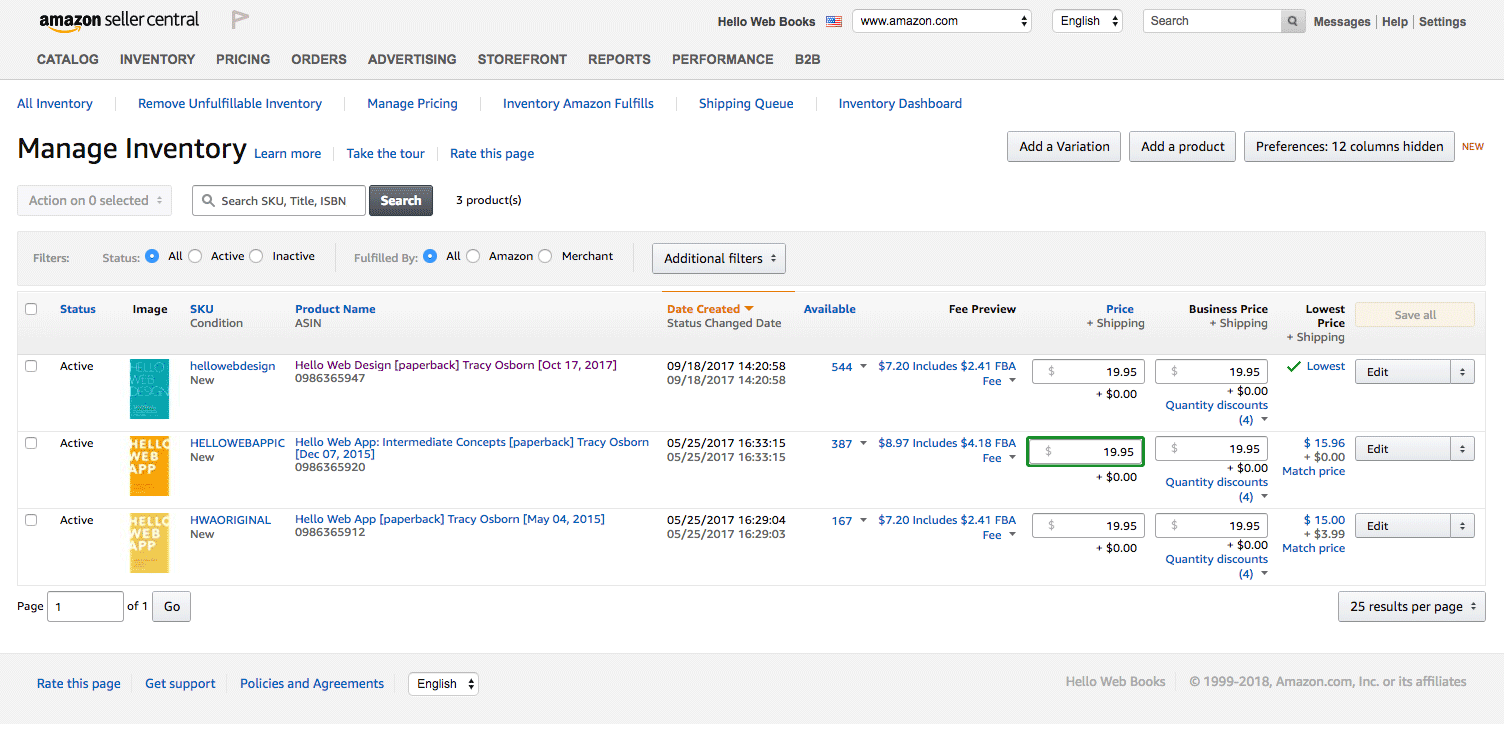 amazon seller central
Hello Web Books www.amazon.com English Search Messages Help Settings
CATALOG INVENTORY PRICING ORDERS ADVERTISING STOREFRONT REPORTS PERFORMANCE B2B
All Inventory Remove Unfulfillable Inventory Manage Pricing Inventory Amazon Fulfills Shipping Queue Inventory Dashboard
Manage Inventory Learn more Take the tour Rate this page Add a Variation Add a product Preferences: 12 columns hidden NEW
Action on 0 selected Search SKU, Title, ISBN Search 3 product(s)
Filters: Status: All Active Inactive Fulfilled By: All Amazon Merchant Additional filters
Status Image SKU Product Name Date Created Available Fee Preview Price Business Price Lowest Save all
Condition ASIN Status Changed Date + Shipping + Shipping Price
+ Shipping
Active hellowebdesign Hello Web Design [paperback] Tracy Osborn [Oct 17, 2017] 09/18/2017 14:20:58 544 $7.20 Includes $2.41 FBA $ 19.95 $ 19.95 Lowest Edit
New 0986365947 09/18/2017 14:20:58 Fee + $0.00 + $0.00
Quantity discounts
(4)
HELLO
WEB
DESIGN
Active HELLOWEBAPPIC Hello Web App: Intermediate Concepts [paperback] Tracy Osborn 05/25/2017 16:33:15 387 $8.97 Includes $4.18 FBA $ 19.95 $ 19.95 $ 15.96 Edit
New [Dec 07, 2015] 05/25/2017 16:33:15 Fee + $0.00
0986365920 + $0.00 + $0.00 Match price
Quantity discounts
(4)
HELLO
WEB
APP
Active HWAORIGINAL Hello Web App [paperback] Tracy Osborn [May 04, 2015] 05/25/2017 16:29:04 167 $7.20 Includes $2.41 FBA $ 19.95 $ 19.95 $ 15.00 Edit
New 0986365912 05/25/2017 16:29:03 Fee + $3.99
+ $0.00 + $0.00 Match price
Quantity discounts
(4)
HELLO
WEB
APP
Page 1 of 1 Go 25 results per page
Rate this page Get support Policies and Agreements English Hello Web Books © 1999-2018, Amazon.com, Inc. or its affiliates